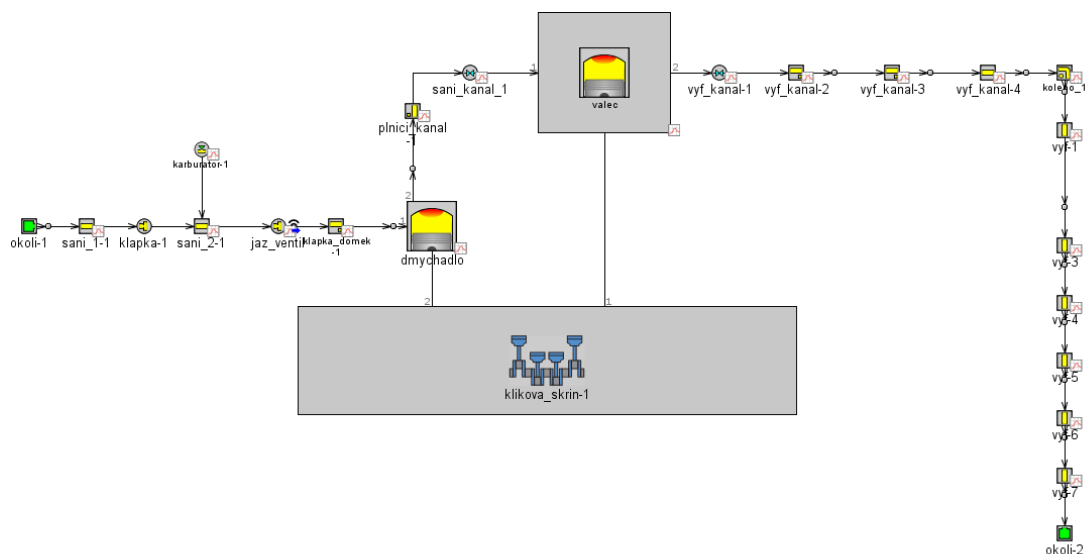 1
valec
2
sani_kanal_1
vyf_kanal-1
vyf_kanal-2
vyf_kanal-3
vyf_kanal-4
koleno_1
plnici_kanal
-1
vyf-1
karburator-1
2
1
okoli-1
sani_1-1
klapka-1
sani_2-1
jaz_ventil
klapka_domek
-1
dmychadlo
vyf-3
2
1
vyf-4
klikova_skrin-1
vyf-5
vyf-6
vyf-7
okoli-2